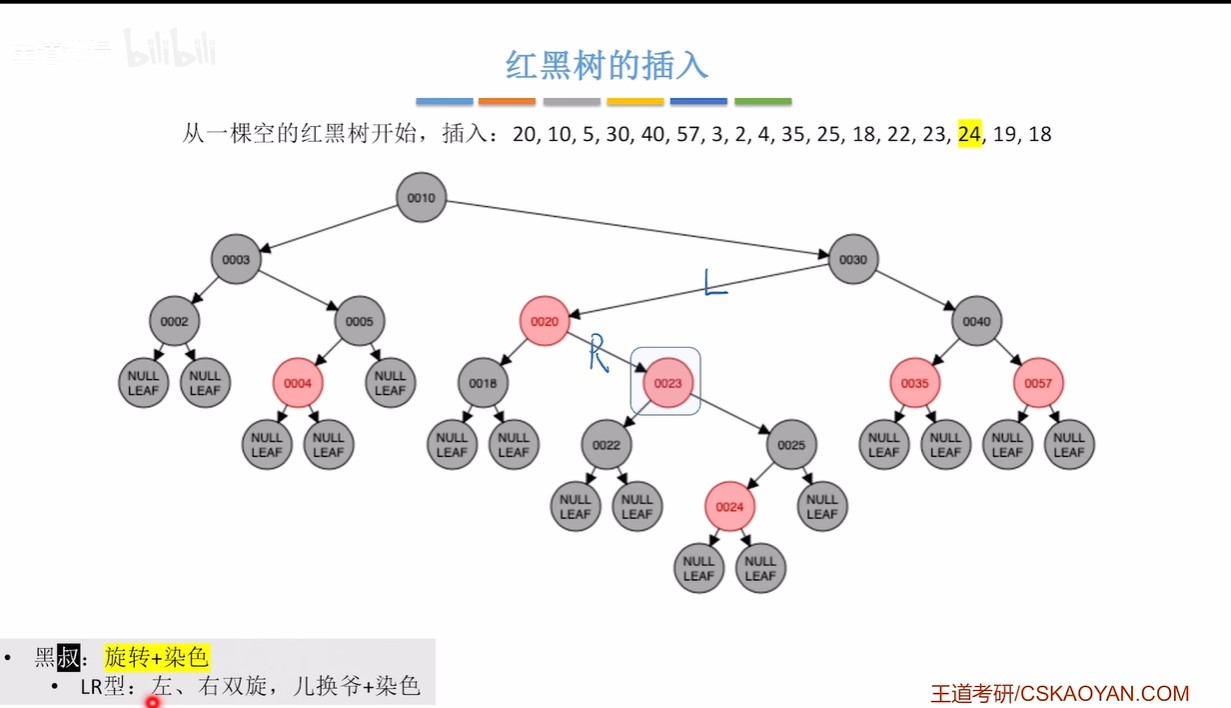 bilibili
红黑树的插入
从一棵空的红黑树开始，插入：20, 10, 5, 30, 40, 57, 3, 2, 4, 35, 25, 18, 22, 23, 24, 19, 18
0010
0003
0030
L
0002
0005
0020
R
0040
NULL LEAF
NULL LEAF
0004
NULL LEAF
0018
0023
0035
0057
NULL LEAF
NULL LEAF
NULL LEAF
NULL LEAF
0022
0025
NULL LEAF
NULL LEAF
NULL LEAF
NULL LEAF
NULL LEAF
NULL LEAF
0024
NULL LEAF
NULL LEAF
NULL LEAF
• 黑叔：旋转+染色
• LR型：左、右双旋，儿换爷+染色
王道考研/CSKAOYAN.COM